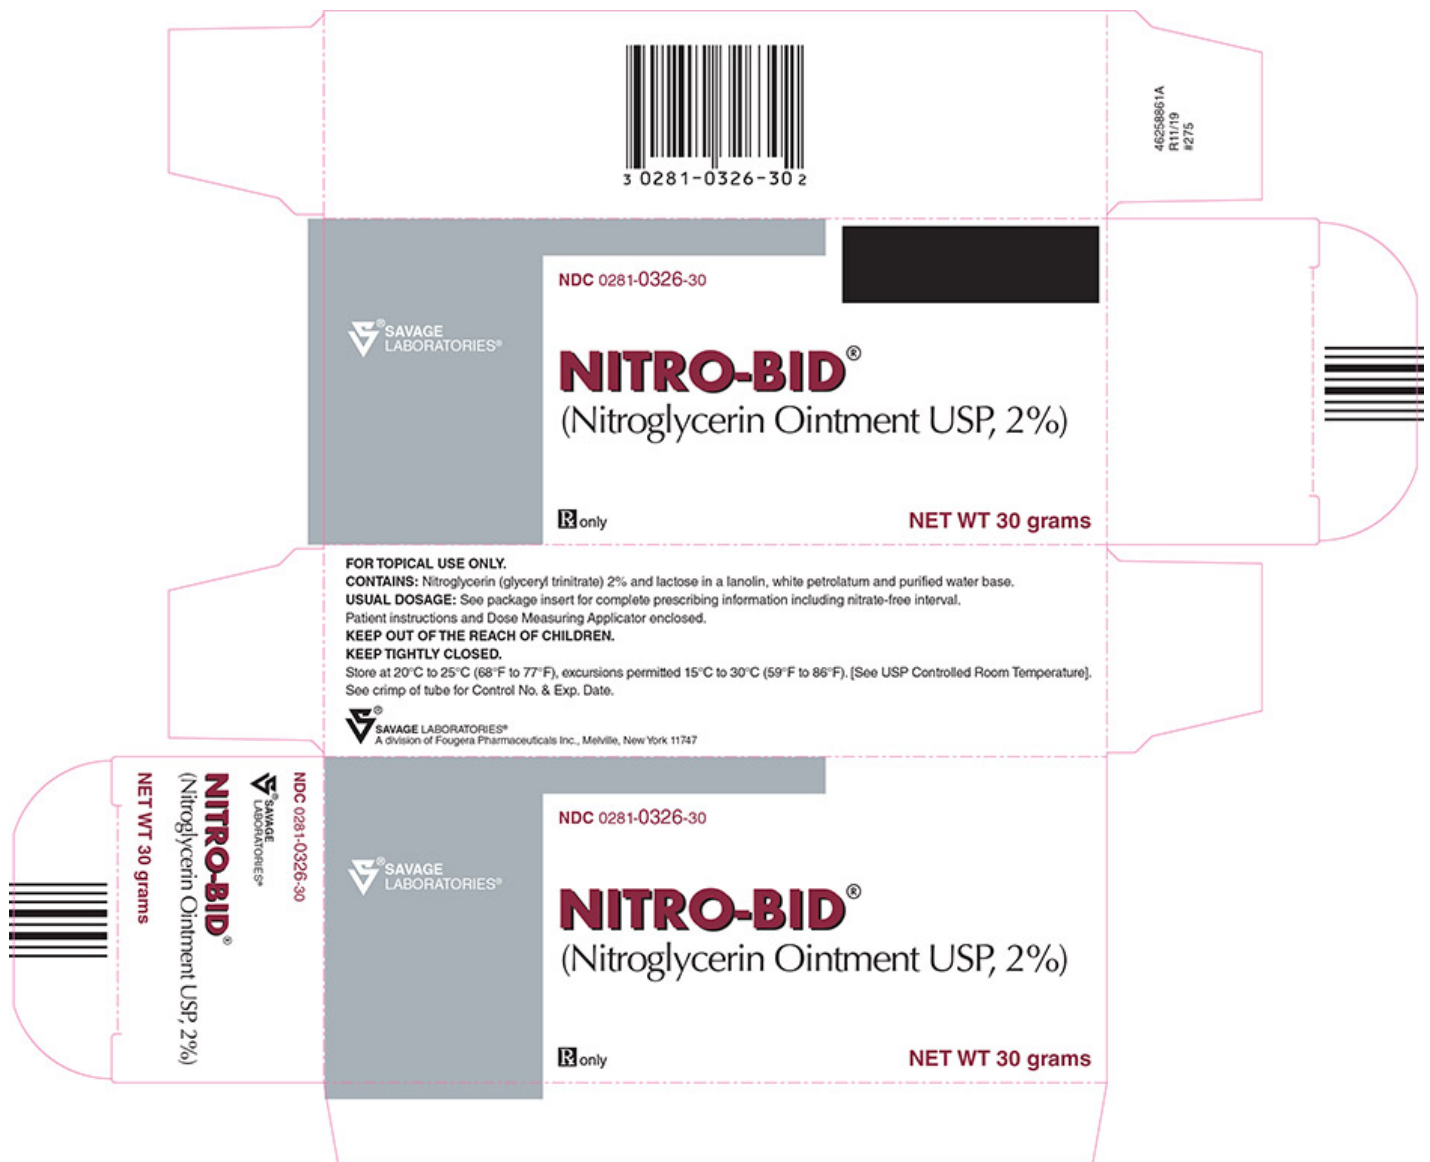 3 0281-0326-30 2
46258861A
R11/19
#275
NDC 0281-0326-30
® SAVAGE
LABORATORIES®
NITRO-BID®
(Nitroglycerin Ointment USP, 2%)
Rx only
NET WT 30 grams
FOR TOPICAL USE ONLY.
CONTAINS: Nitroglycerin (glyceryl trinitrate) 2% and lactose in a lanolin, white petrolatum and purified water base.
USUAL DOSAGE: See package insert for complete prescribing information including nitrate-free interval.
Patient instructions and Dose Measuring Applicator enclosed.
KEEP OUT OF THE REACH OF CHILDREN.
KEEP TIGHTLY CLOSED.
Store at 20°C to 25°C (68°F to 77°F), excursions permitted 15°C to 30°C (59°F to 86°F). [See USP Controlled Room Temperature].
See crimp of tube for Control No. & Exp. Date.
® SAVAGE LABORATORIES®
A division of Fougera Pharmaceuticals Inc., Melville, New York 11747
NDC 0281-0326-30
® SAVAGE
LABORATORIES®
NITRO-BID®
(Nitroglycerin Ointment USP, 2%)
NET WT 30 grams
NDC 0281-0326-30
® SAVAGE
LABORATORIES®
NITRO-BID®
(Nitroglycerin Ointment USP, 2%)
Rx only
NET WT 30 grams